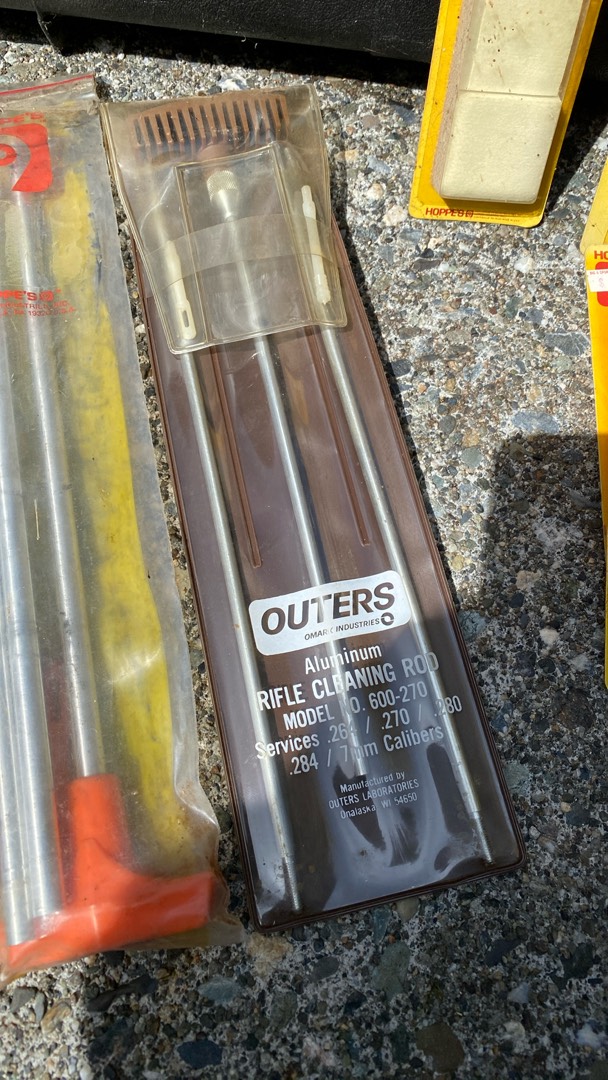 HOPPE'S
OUTERS
OMARK INDUSTRIES
Aluminum
RIFLE CLEANING ROD
MODEL NO. 600-270
Services .264 / .270 / .280
.284 / 7mm Calibers
Manufactured by
OUTERS LABORATORIES
Onalaska, WI 54650